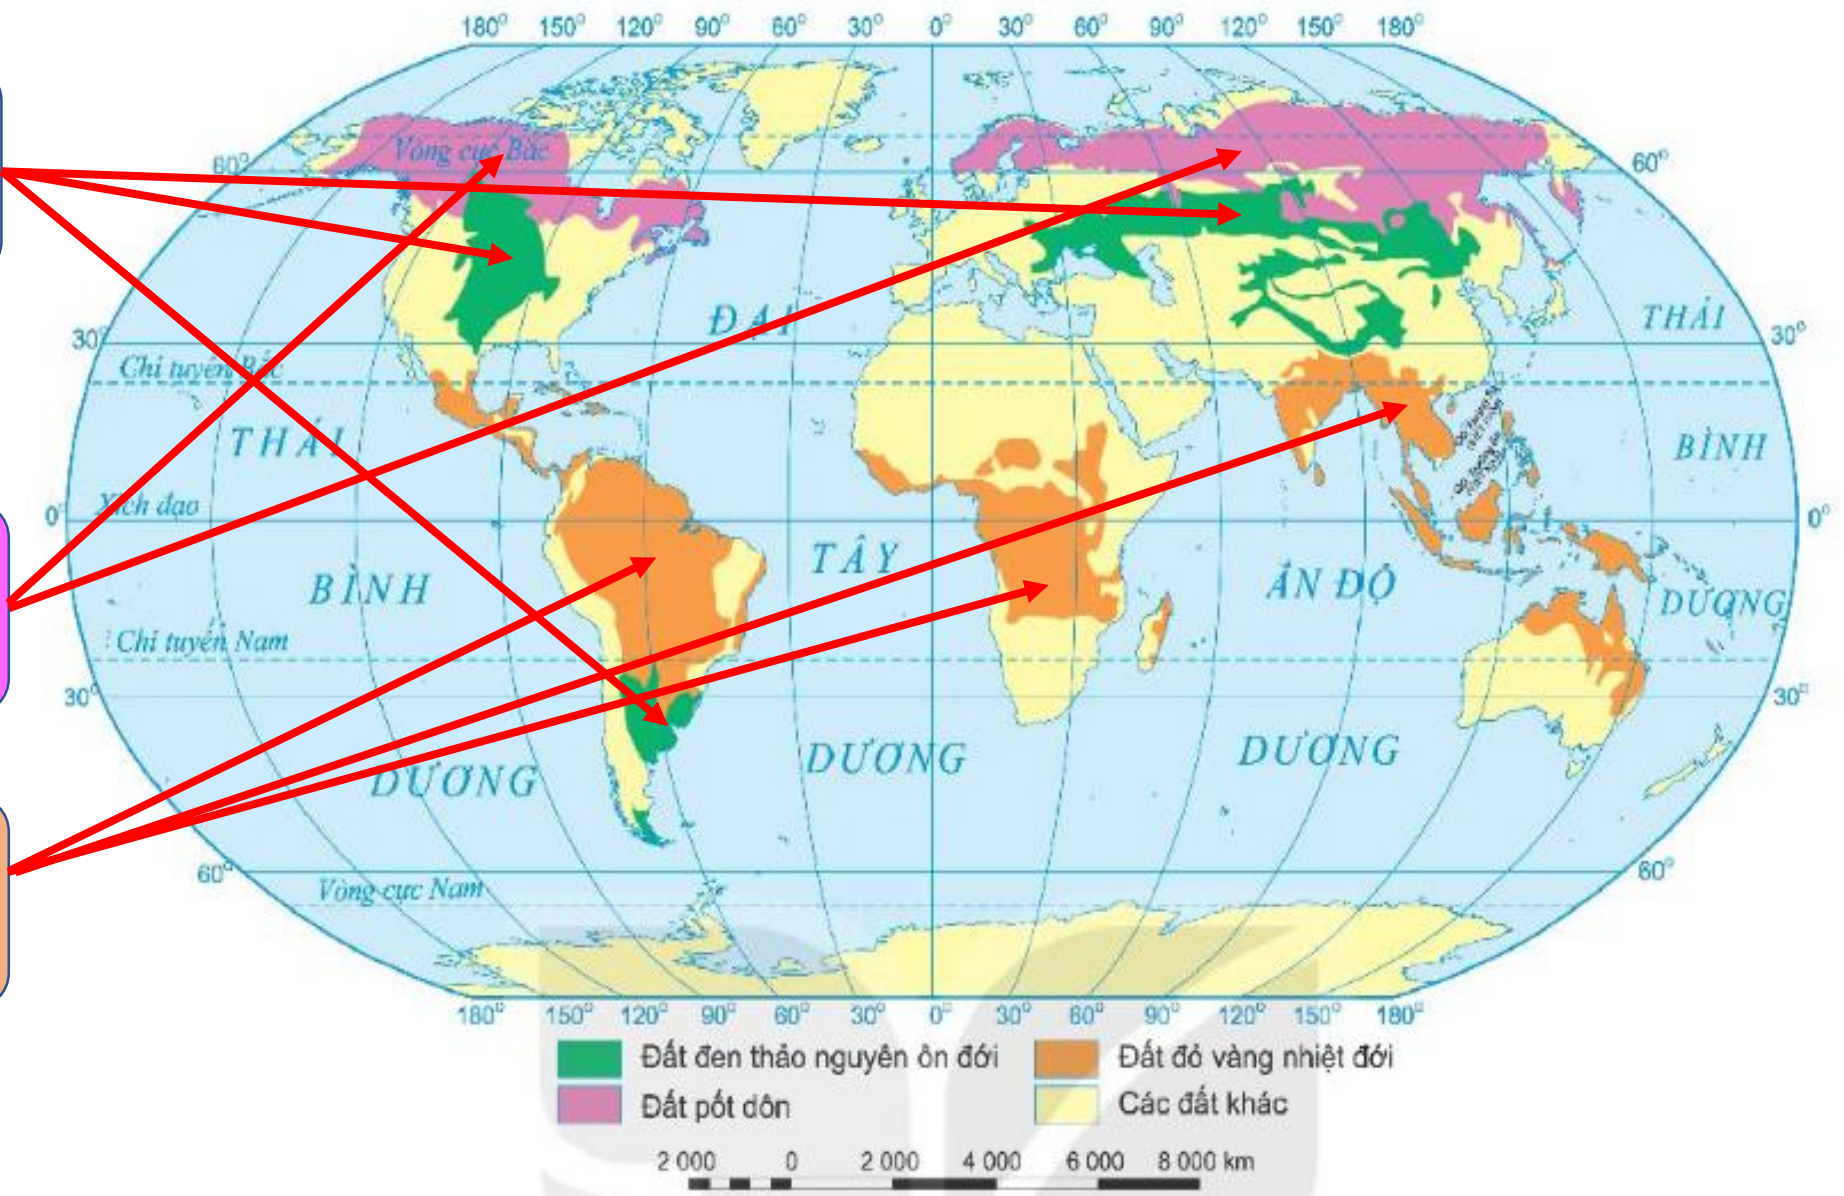 180° 150° 120° 90° 60° 30° 0° 30° 60° 90° 120° 150° 180°
Vòng cực Bắc
60° 60°
ĐẠI
THÁI
30° 30°
Chí tuyến Bắc
THÁI
BÌNH
Xích đạo
0° 0°
TÂY
BÌNH
ẤN ĐỘ
DƯƠNG
Chí tuyến Nam
30° 30°
DƯƠNG
DƯƠNG
DƯƠNG
60° 60°
Vòng cực Nam
180° 150° 120° 90° 60° 30° 0° 30° 60° 90° 120° 150° 180°
Đất đen thảo nguyên ôn đới
Đất đỏ vàng nhiệt đới
Đất pốt dôn
Các đất khác
2 000 0 2 000 4 000 6 000 8 000 km